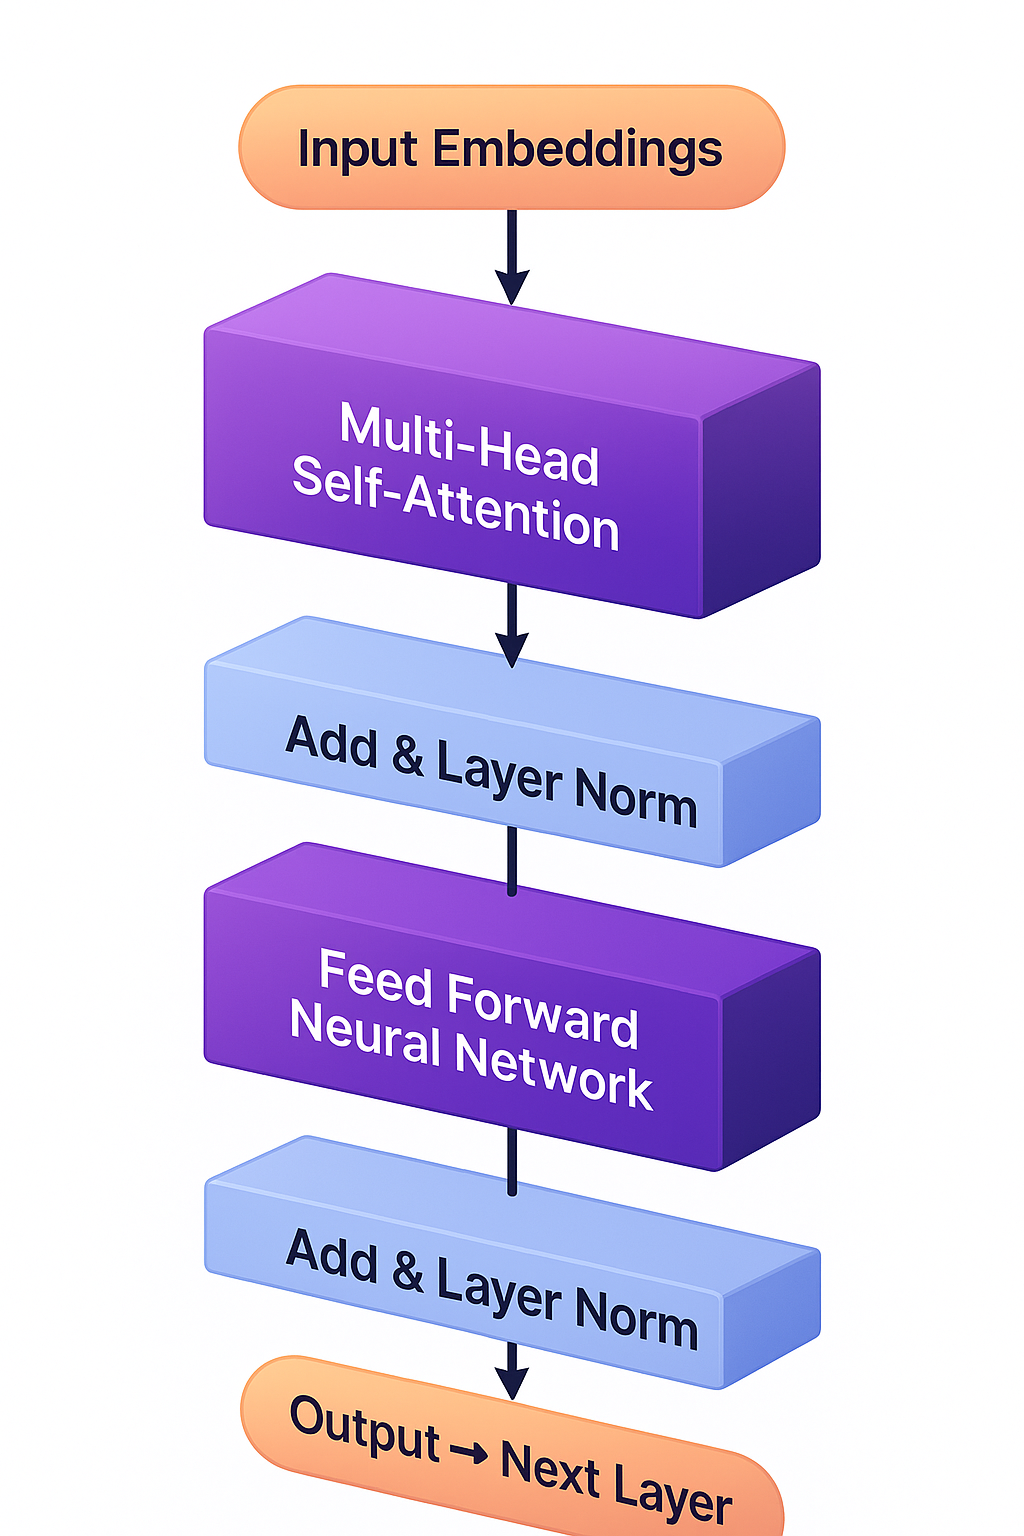 Input Embeddings
Multi-Head
Self-Attention
Add & Layer Norm
Feed Forward
Neural Network
Add & Layer Norm
Output → Next Layer